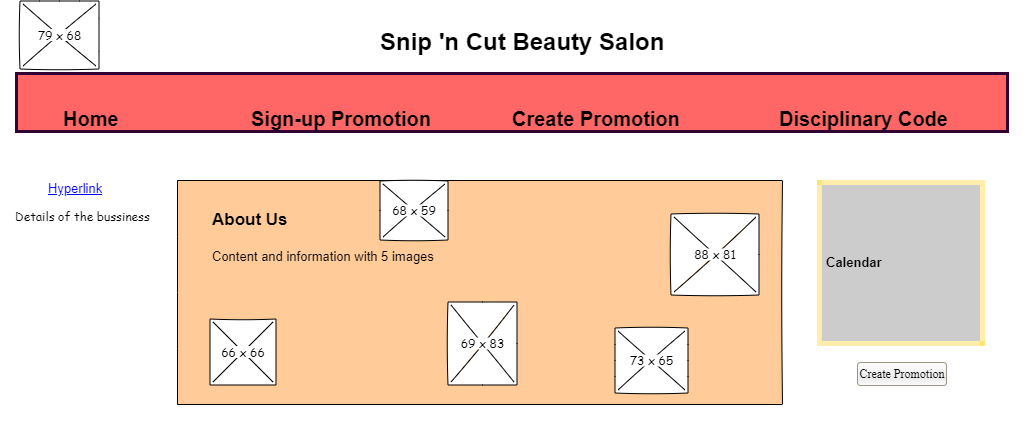 79 x 68
Snip 'n Cut Beauty Salon
Home
Sign-up Promotion
Create Promotion
Disciplinary Code
Hyperlink
Details of the bussiness
About Us
Content and information with 5 images
68 x 59
88 x 81
66 x 66
69 x 83
73 x 65
Calendar
Create Promotion